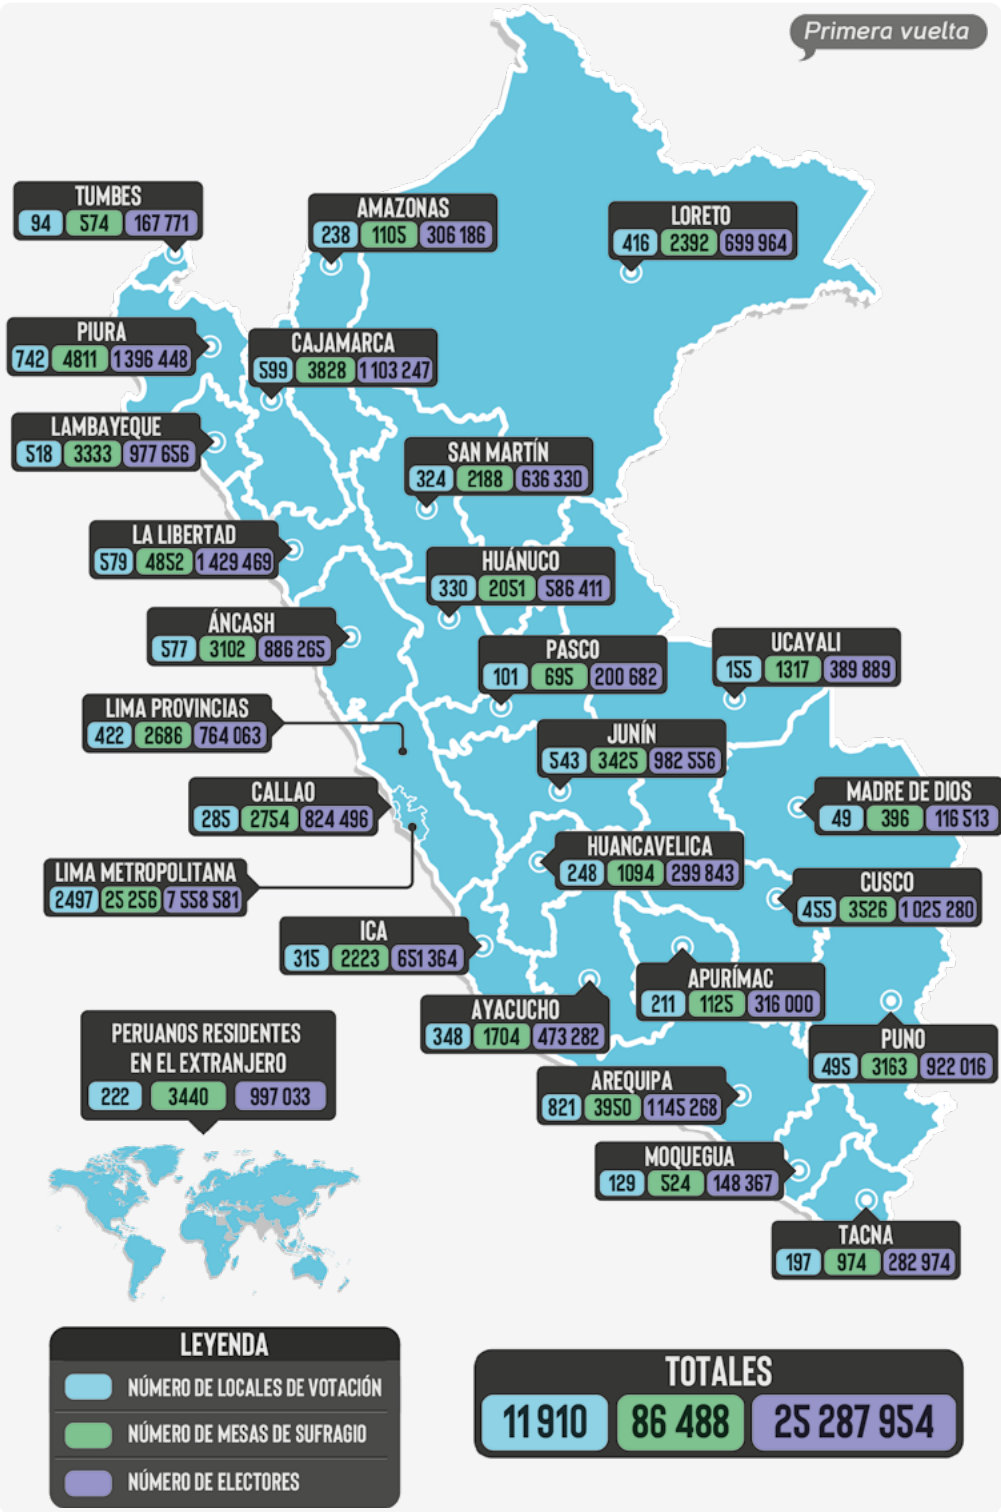 Primera vuelta
TUMBES
94 574 167 771
AMAZONAS
238 1105 306 186
LORETO
416 2392 699 964
PIURA
742 4811 1 396 448
CAJAMARCA
599 3828 1 103 247
LAMBAYEQUE
518 3333 977 656
SAN MARTÍN
324 2188 636 330
LA LIBERTAD
579 4852 1 429 469
HUÁNUCO
330 2051 586 411
ÁNCASH
577 3102 886 265
PASCO
101 695 200 682
UCAYALI
155 1317 389 889
LIMA PROVINCIAS
422 2686 764 063
JUNÍN
543 3425 982 556
CALLAO
285 2754 824 496
MADRE DE DIOS
49 396 116 513
HUANCAVELICA
248 1094 299 843
LIMA METROPOLITANA
2497 25 256 7 558 581
CUSCO
455 3526 1 025 280
ICA
315 2223 651 364
APURÍMAC
211 1125 316 000
AYACUCHO
348 1704 473 282
PERUANOS RESIDENTES
EN EL EXTRANJERO
222 3440 997 033
PUNO
495 3163 922 016
AREQUIPA
821 3950 1 145 268
MOQUEGUA
129 524 148 367
TACNA
197 974 282 974
LEYENDA
NÚMERO DE LOCALES DE VOTACIÓN
NÚMERO DE MESAS DE SUFRAGIO
NÚMERO DE ELECTORES
TOTALES
11 910 86 488 25 287 954